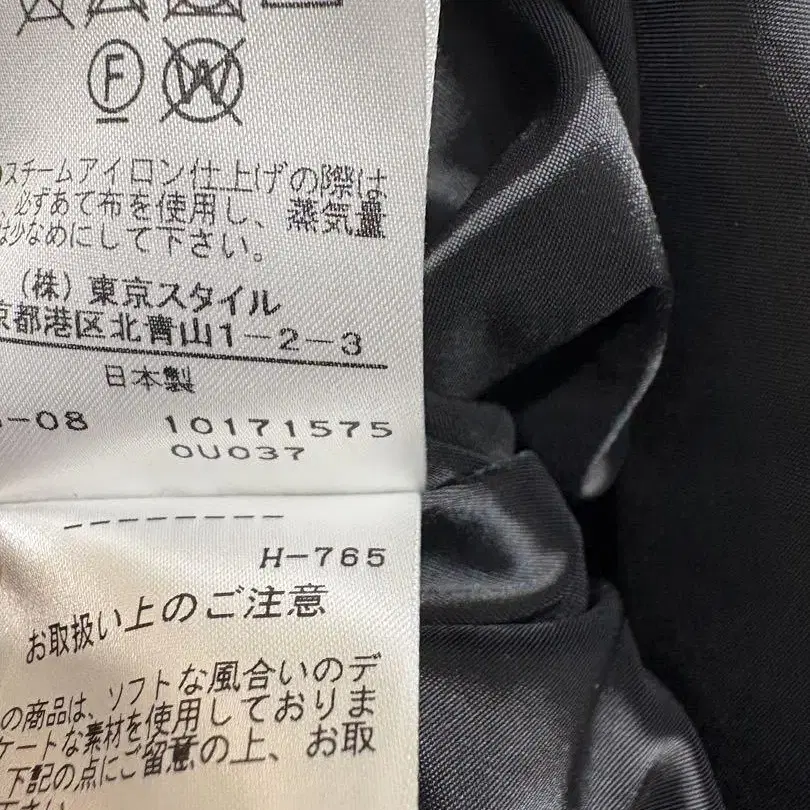 F
W
スチームアイロン仕上げの際は
、必ずあて布を使用し、蒸気量
は少なめにして下さい。
(株)東京スタイル
京都港区北青山1-2-3
日本製
-08 10171575
0U037
---------
H-765
お取扱い上のご注意
の商品は、ソフトな風合いのデ
ケートな素材を使用しておりま
下記の点にご留意の上、お取
下さい。